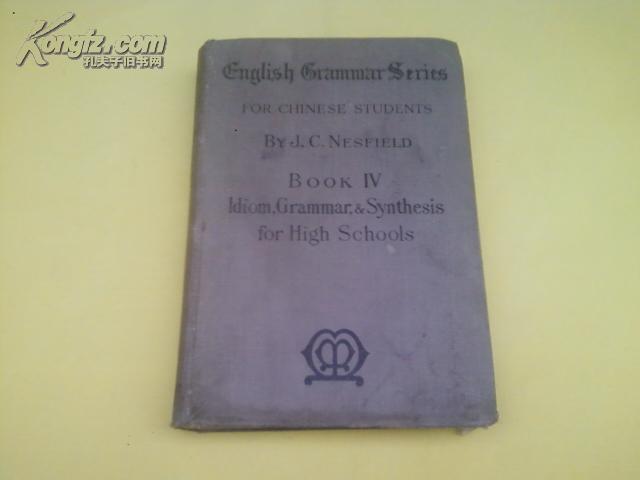 Kongfz.com
孔夫子旧书网
English Grammar Series
FOR CHINESE STUDENTS
BY J. C. NESFIELD
BOOK IV
Idiom, Grammar, & Synthesis
for High Schools